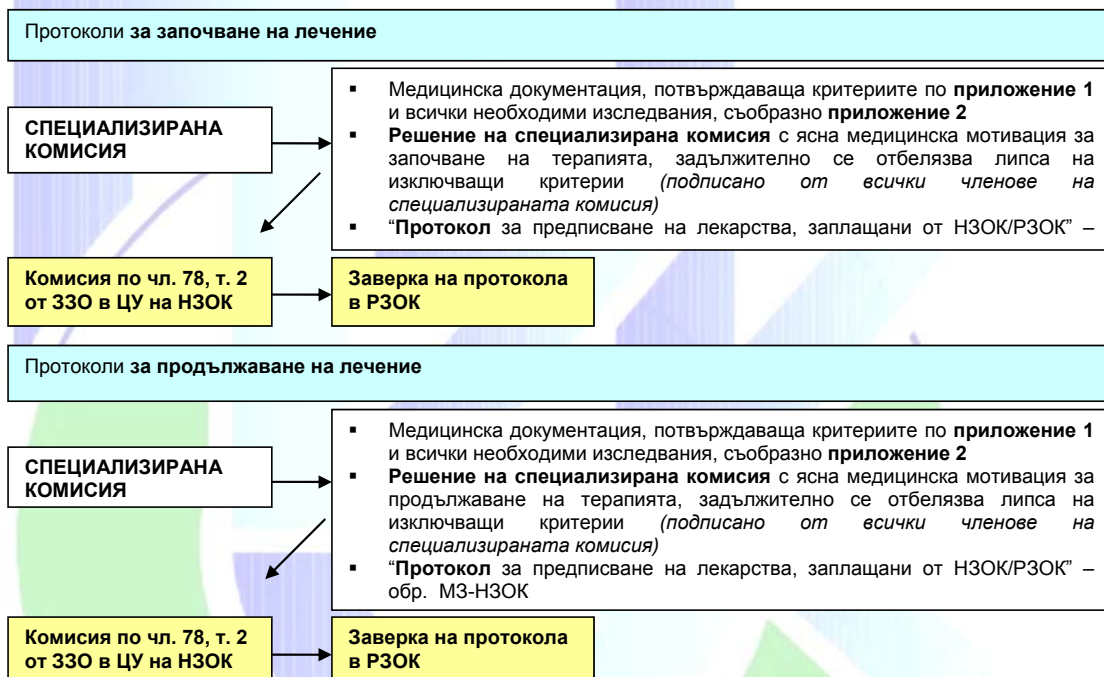 Протоколи за започване на лечение
СПЕЦИАЛИЗИРАНА
КОМИСИЯ
▪ Медицинска документация, потвърждаваща критериите по приложение 1
и всички необходими изследвания, съобразно приложение 2
▪ Решение на специализирана комисия с ясна медицинска мотивация за
започване на терапията, задължително се отбелязва липса на
изключващи критерии (подписано от всички членове на
специализираната комисия)
▪ “Протокол за предписване на лекарства, заплащани от НЗОК/РЗОК” –
Комисия по чл. 78, т. 2
от ЗЗО в ЦУ на НЗОК
Заверка на протокола
в РЗОК
Протоколи за продължаване на лечение
СПЕЦИАЛИЗИРАНА
КОМИСИЯ
▪ Медицинска документация, потвърждаваща критериите по приложение 1
и всички необходими изследвания, съобразно приложение 2
▪ Решение на специализирана комисия с ясна медицинска мотивация за
продължаване на терапията, задължително се отбелязва липса на
изключващи критерии (подписано от всички членове на
специализираната комисия)
▪ “Протокол за предписване на лекарства, заплащани от НЗОК/РЗОК” –
обр. МЗ-НЗОК
Комисия по чл. 78, т. 2
от ЗЗО в ЦУ на НЗОК
Заверка на протокола
в РЗОК